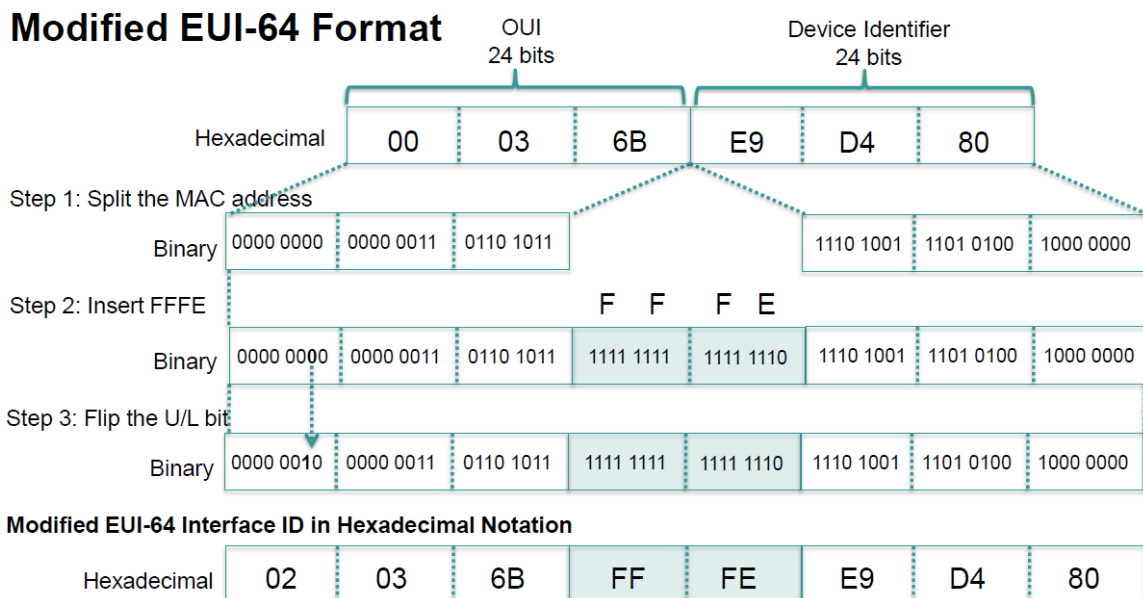 Modified EUI-64 Format
OUI
24 bits
Device Identifier
24 bits
Hexadecimal 00 03 6B E9 D4 80
Step 1: Split the MAC address
Binary 0000 0000 0000 0011 0110 1011 1110 1001 1101 0100 1000 0000
Step 2: Insert FFFE F F F E
Binary 0000 0000 0000 0011 0110 1011 1111 1111 1111 1110 1110 1001 1101 0100 1000 0000
Step 3: Flip the U/L bit
Binary 0000 0010 0000 0011 0110 1011 1111 1111 1111 1110 1110 1001 1101 0100 1000 0000
Modified EUI-64 Interface ID in Hexadecimal Notation
Hexadecimal 02 03 6B FF FE E9 D4 80